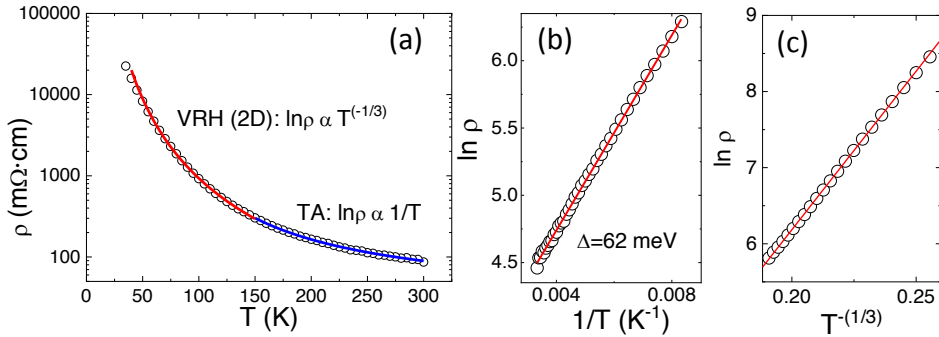 (a)
VRH (2D): lnρ α T^(-1/3)
TA: lnρ α 1/T
ρ (mΩ·cm)
100000
10000
1000
100
0 50 100 150 200 250 300
T (K)
(b)
Δ=62 meV
ln ρ
6.0
5.5
5.0
4.5
0.004 0.008
1/T (K⁻¹)
(c)
ln ρ
9
8
7
6
0.20 0.25
T^-(1/3)